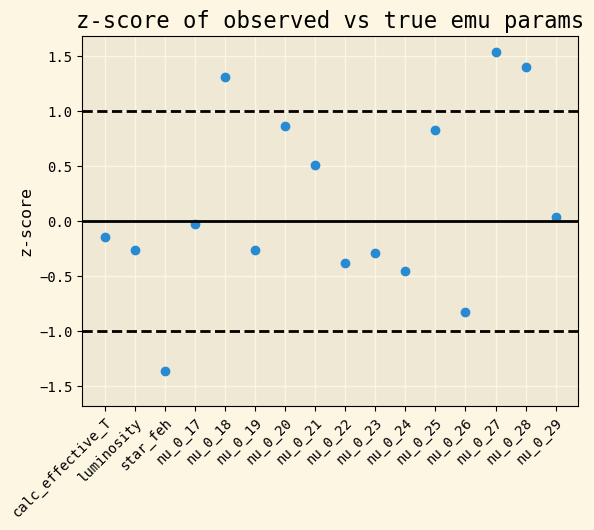 z-score of observed vs true emu params
z-score
1.5
1.0
0.5
0.0
−0.5
−1.0
−1.5
calc_effective_T
luminosity
star_feh
nu_0_17
nu_0_18
nu_0_19
nu_0_20
nu_0_21
nu_0_22
nu_0_23
nu_0_24
nu_0_25
nu_0_26
nu_0_27
nu_0_28
nu_0_29